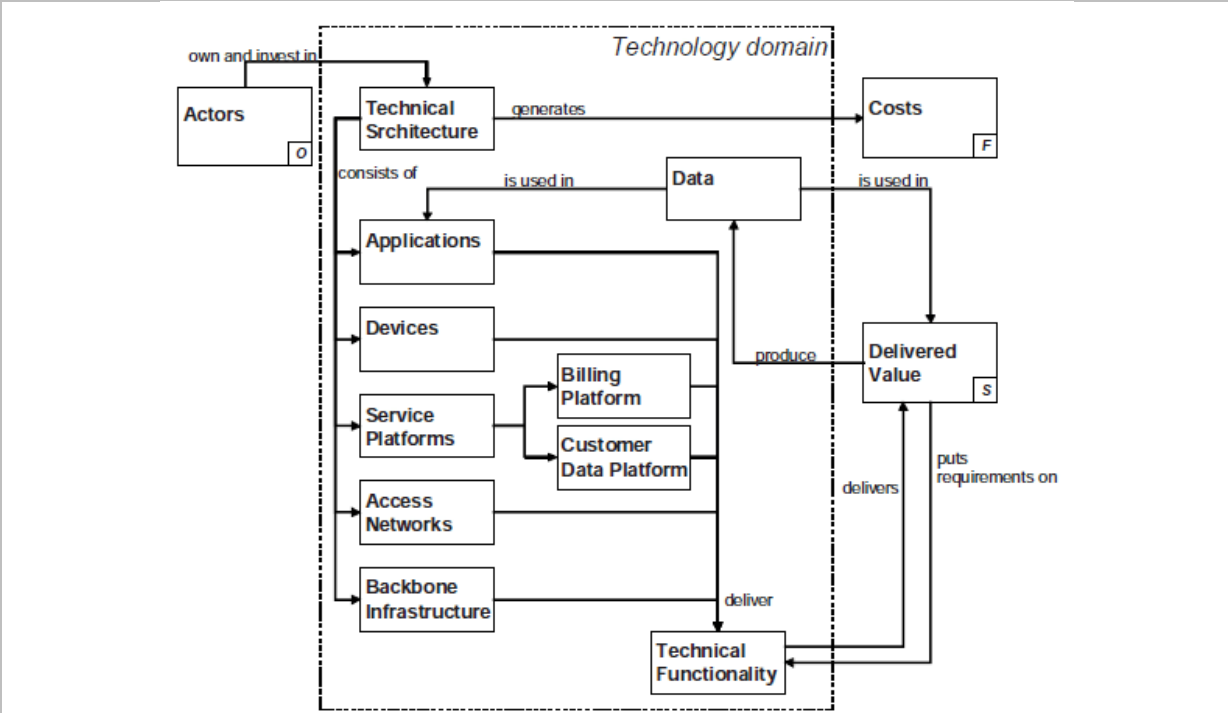 Technology domain
own and invest in
Actors
O
Technical
Srchitecture
generates
Costs
F
consists of
is used in
Data
is used in
Applications
Devices
produce
Delivered
Value
S
Billing
Platform
Service
Platforms
Customer
Data Platform
puts
requirements on
delivers
Access
Networks
Backbone
Infrastructure
deliver
Technical
Functionality